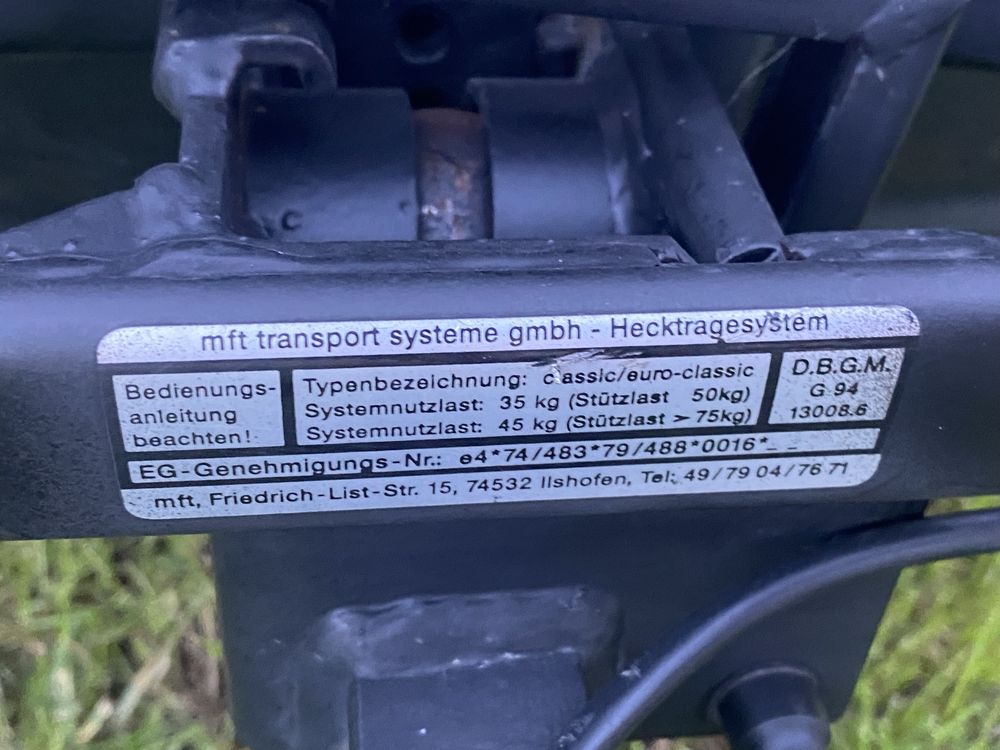 mft transport systeme gmbh - Hecktragesystem
Bedienungs-
anleitung
beachten!
Typenbezeichnung: classic/euro-classic
Systemnutzlast: 35 kg (Stützlast 50kg)
Systemnutzlast: 45 kg (Stützlast > 75kg)
D.B.G.M.
G 94
13008.6
EG-Genehmigungs-Nr.: e4*74/483*79/488*0016*_ _
mft, Friedrich-List-Str. 15, 74532 Ilshofen, Tel: 49/79 04/76 71